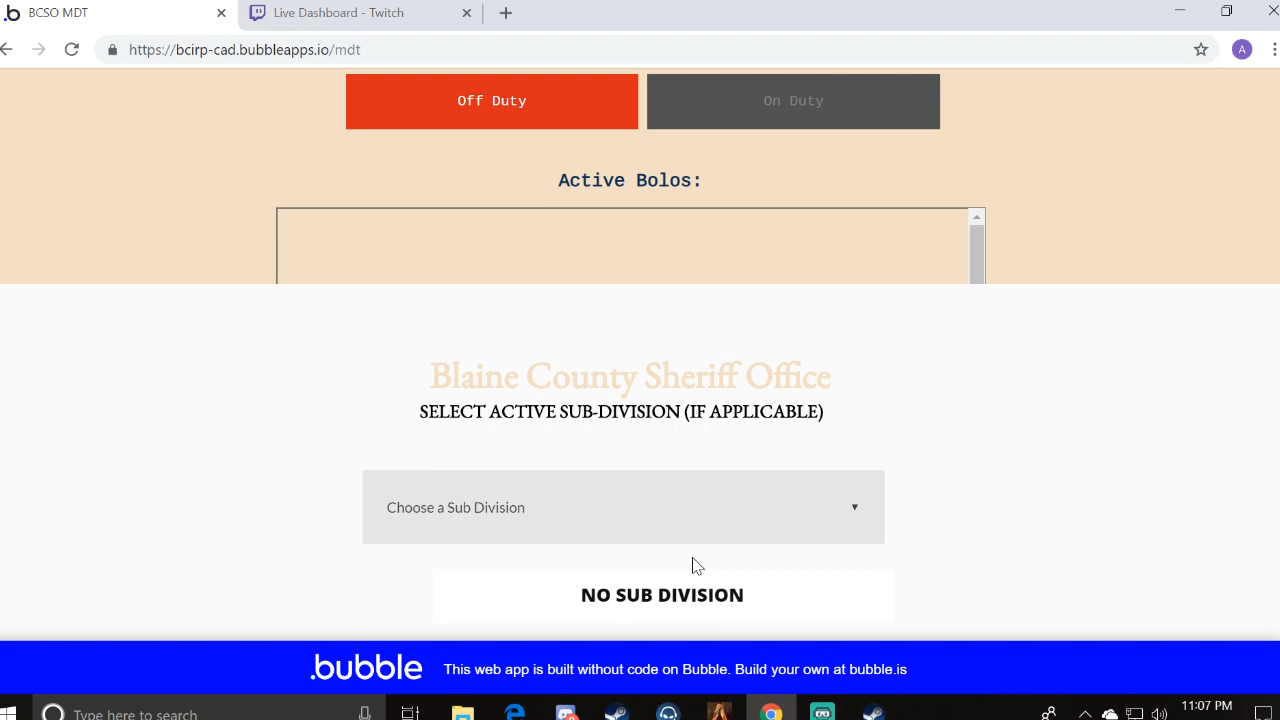 BCSO MDT
Live Dashboard - Twitch
https://bcirp-cad.bubbleapps.io/mdt
A
Off Duty
On Duty
Active Bolos:
Blaine County Sheriff Office
SELECT ACTIVE SUB-DIVISION (IF APPLICABLE)
Choose a Sub Division
NO SUB DIVISION
.bubble
This web app is built without code on Bubble. Build your own at bubble.is
Type here to search
11:07 PM